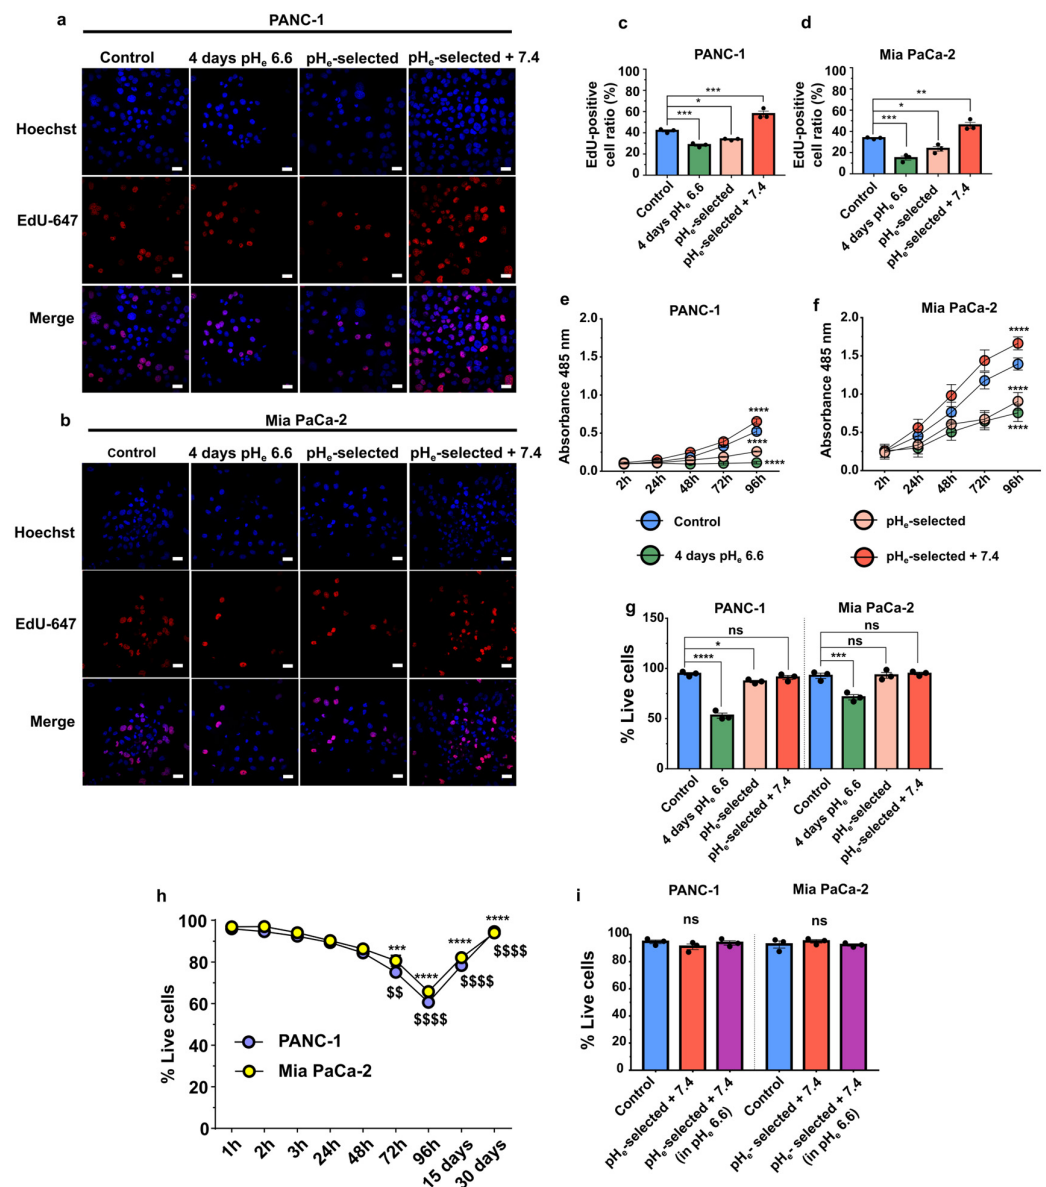 a
PANC-1
Control
4 days pHe 6.6
pHe-selected
pHe-selected + 7.4
Hoechst
EdU-647
Merge
b
Mia PaCa-2
control
4 days pHe 6.6
pHe-selected
pHe-selected + 7.4
Hoechst
EdU-647
Merge
c
PANC-1
EdU-positive
cell ratio (%)
100
80
60
40
20
0
***
*
***
Control
4 days pHe 6.6
pHe-selected
pHe-selected + 7.4
d
Mia PaCa-2
EdU-positive
cell ratio (%)
100
80
60
40
20
0
**
*
***
Control
4 days pHe 6.6
pHe-selected
pHe-selected + 7.4
e
PANC-1
Absorbance 485 nm
2.0
1.5
1.0
0.5
0.0
****
****
****
2h
24h
48h
72h
96h
f
Mia PaCa-2
Absorbance 485 nm
2.0
1.5
1.0
0.5
0.0
****
****
****
2h
24h
48h
72h
96h
Control
pHe-selected
4 days pHe 6.6
pHe-selected + 7.4
g
PANC-1
Mia PaCa-2
% Live cells
150
100
50
0
ns
*
****
ns
ns
***
Control
4 days pHe 6.6
pHe-selected
pHe-selected + 7.4
Control
4 days pHe 6.6
pHe-selected
pHe-selected + 7.4
h
% Live cells
100
80
60
40
20
0
***
****
****
****
$$
$$$$
$$$$
$$$$
PANC-1
Mia PaCa-2
1h
2h
3h
24h
48h
72h
96h
15 days
30 days
i
PANC-1
Mia PaCa-2
% Live cells
100
80
60
40
20
0
ns
ns
Control
pHe-selected + 7.4
pHe-selected + 7.4
(in pHe 6.6)
Control
pHe- selected + 7.4
pHe- selected + 7.4
(in pHe 6.6)